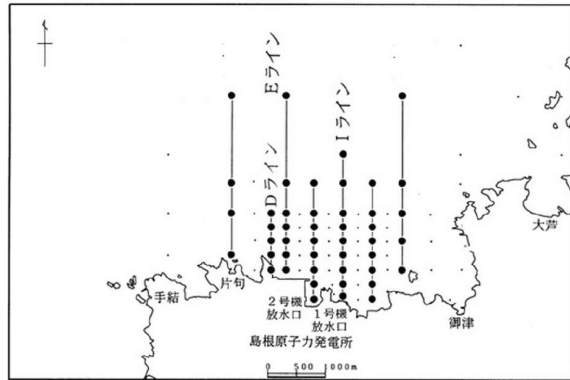 Eライン
Iライン
Dライン
大芦
片句
手結
2号機
放水口
1号機
放水口
御津
島根原子力発電所
0 500 1000m